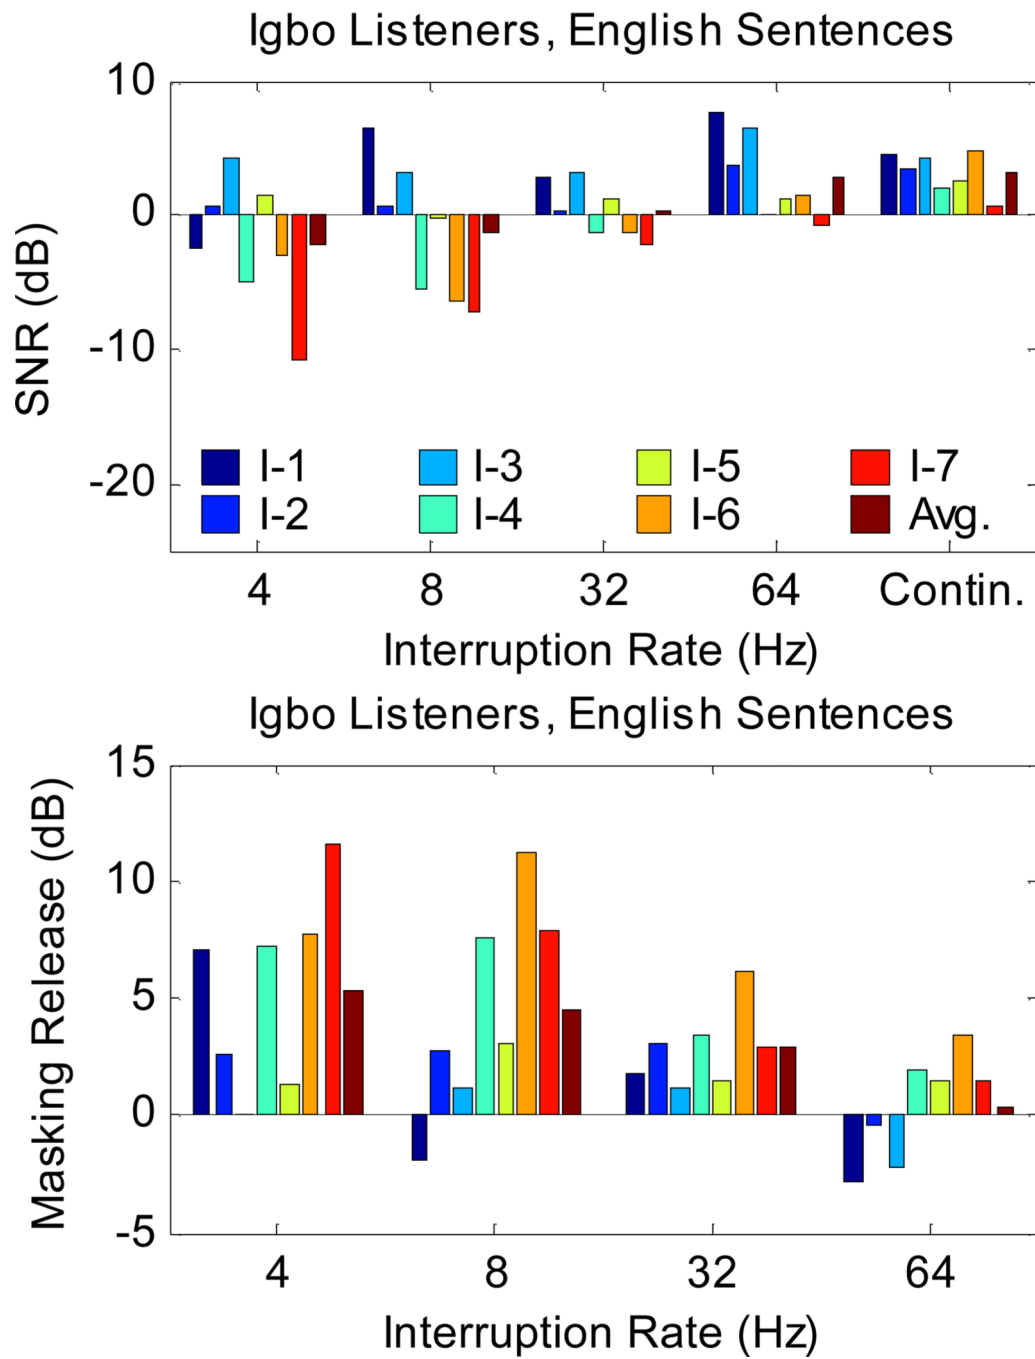 Igbo Listeners, English Sentences
10
0
-10
-20
SNR (dB)
I-1 I-3 I-5 I-7
I-2 I-4 I-6 Avg.
4 8 32 64 Contin.
Interruption Rate (Hz)
Igbo Listeners, English Sentences
15
10
5
0
-5
Masking Release (dB)
4 8 32 64
Interruption Rate (Hz)